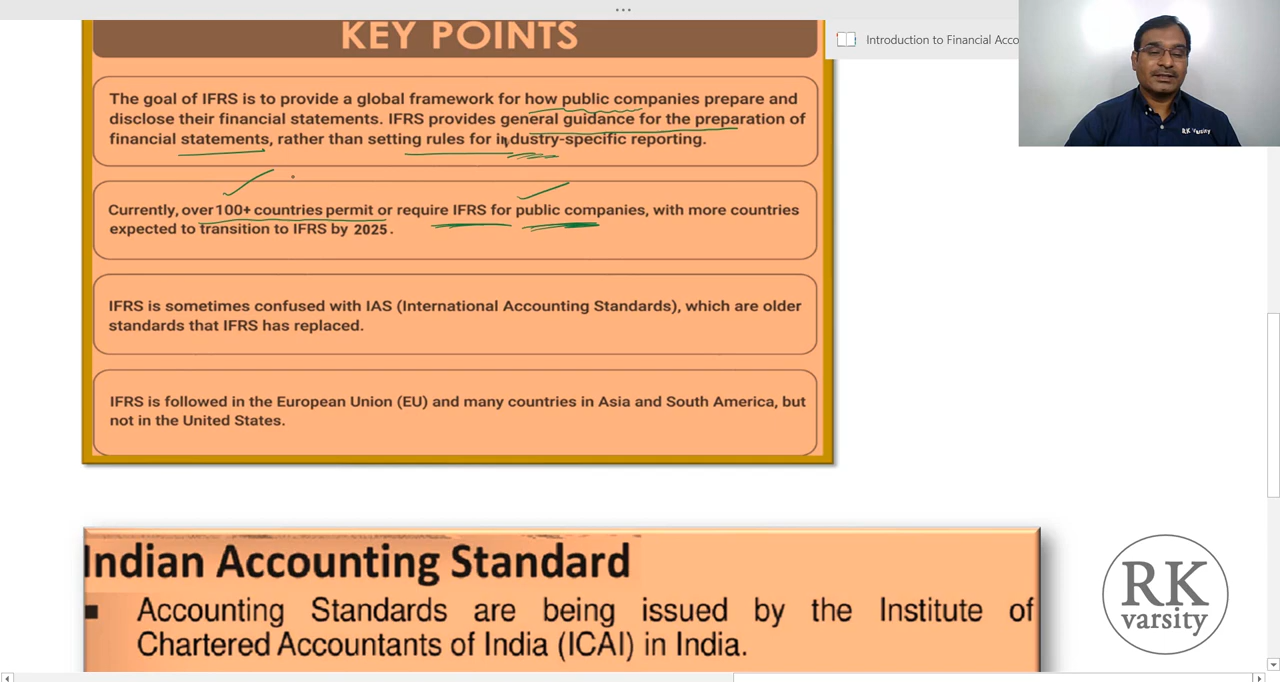 KEY POINTS
Introduction to Financial Acco
RK VARSITY
The goal of IFRS is to provide a global framework for how public companies prepare and
disclose their financial statements. IFRS provides general guidance for the preparation of
financial statements, rather than setting rules for industry-specific reporting.
Currently, over 100+ countries permit or require IFRS for public companies, with more countries
expected to transition to IFRS by 2025.
IFRS is sometimes confused with IAS (International Accounting Standards), which are older
standards that IFRS has replaced.
IFRS is followed in the European Union (EU) and many countries in Asia and South America, but
not in the United States.
Indian Accounting Standard
Accounting Standards are being issued by the Institute of
Chartered Accountants of India (ICAI) in India.
RK
varsity